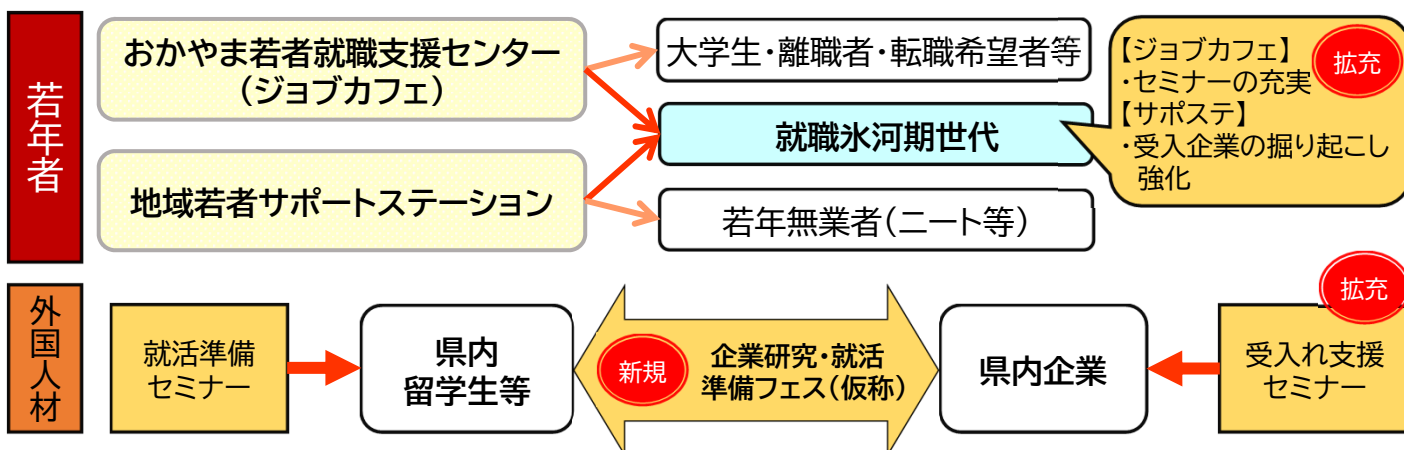 若年者
おかやま若者就職支援センター
(ジョブカフェ)
地域若者サポートステーション
大学生・離職者・転職希望者等
就職氷河期世代
若年無業者(ニート等)
【ジョブカフェ】
・セミナーの充実
【サポステ】
・受入企業の掘り起こし
強化
拡充
外国人材
就活準備
セミナー
県内
留学生等
新規
企業研究・就活
準備フェス(仮称)
県内企業
拡充
受入れ支援
セミナー